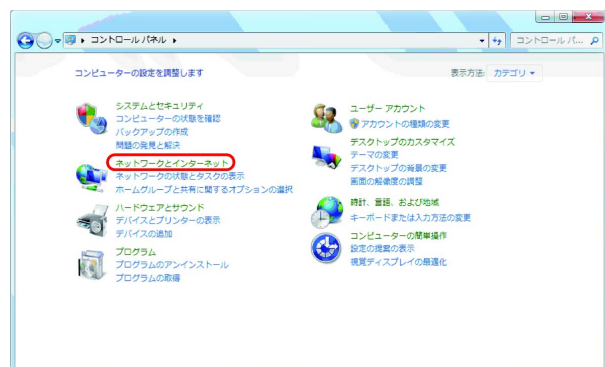 コントロール パネル
コントロール パ...
コンピューターの設定を調整します
表示方法: カテゴリ
システムとセキュリティ
コンピューターの状態を確認
バックアップの作成
問題の発見と解決
ネットワークとインターネット
ネットワークの状態とタスクの表示
ホームグループと共有に関するオプションの選択
ハードウェアとサウンド
デバイスとプリンターの表示
デバイスの追加
プログラム
プログラムのアンインストール
プログラムの取得
ユーザー アカウント
アカウントの種類の変更
デスクトップのカスタマイズ
テーマの変更
デスクトップの背景の変更
画面の解像度の調整
時計、言語、および地域
キーボードまたは入力方法の変更
コンピューターの簡単操作
設定の提案の表示
視覚ディスプレイの最適化